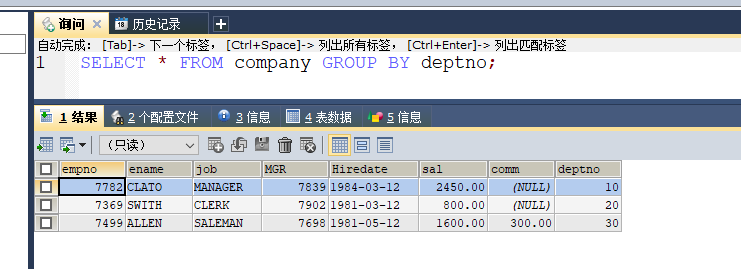 询问 历史记录
自动完成： [Tab]-> 下一个标签， [Ctrl+Space]-> 列出所有标签， [Ctrl+Enter]-> 列出匹配标签
1 SELECT * FROM company GROUP BY deptno;
1 结果 2 个配置文件 3 信息 4 表数据 5 信息
（只读）
empno ename job MGR Hiredate sal comm deptno
7782 CLATO MANAGER 7839 1984-03-12 2450.00 (NULL) 10
7369 SWITH CLERK 7902 1981-03-12 800.00 (NULL) 20
7499 ALLEN SALEMAN 7698 1981-05-12 1600.00 300.00 30